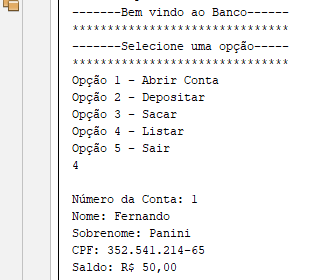 -------Bem vindo ao Banco------
*******************************
-------Selecione uma opção-----
*******************************
Opção 1 - Abrir Conta
Opção 2 - Depositar
Opção 3 - Sacar
Opção 4 - Listar
Opção 5 - Sair
4
Número da Conta: 1
Nome: Fernando
Sobrenome: Panini
CPF: 352.541.214-65
Saldo: R$ 50,00